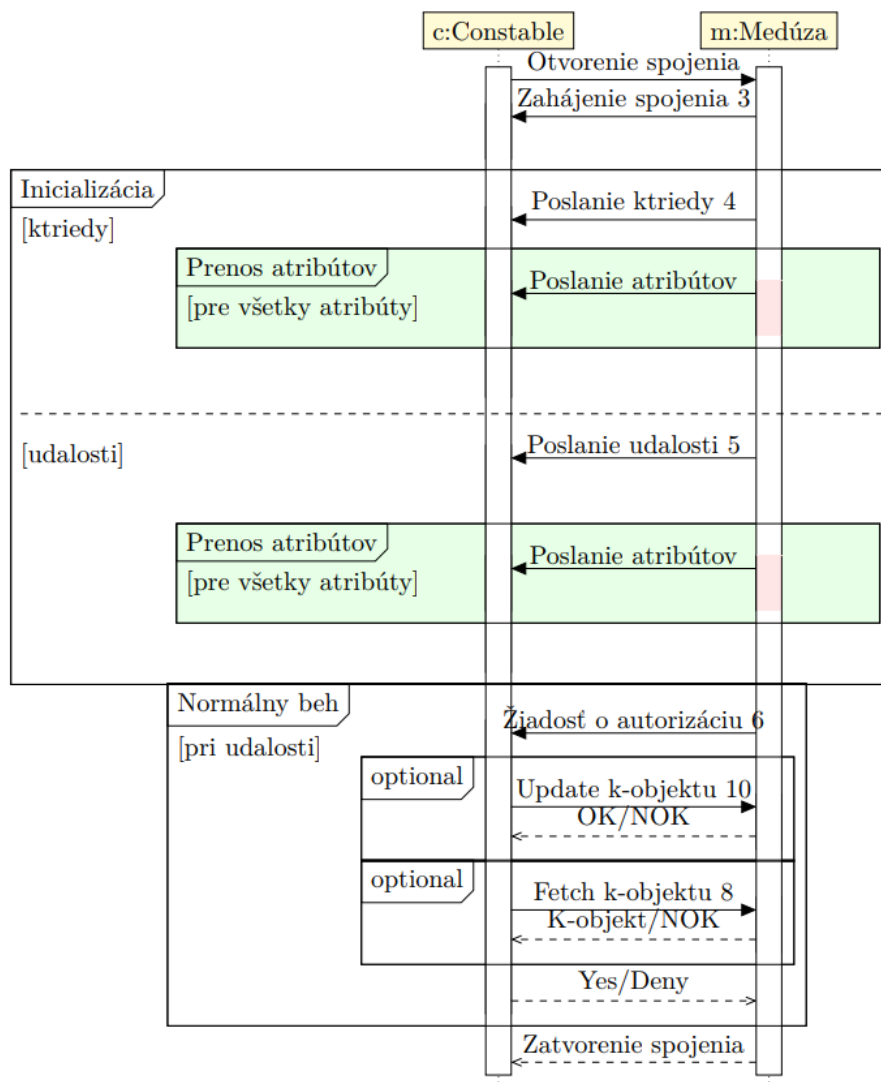 c:Constable
m:Medúza
Otvorenie spojenia
Zahájenie spojenia 3
Inicializácia
[ktriedy]
Poslanie ktriedy 4
Prenos atribútov
[pre všetky atribúty]
Poslanie atribútov
[udalosti]
Poslanie udalosti 5
Prenos atribútov
[pre všetky atribúty]
Poslanie atribútov
Normálny beh
[pri udalosti]
Žiadosť o autorizáciu 6
optional
Update k-objektu 10
OK/NOK
optional
Fetch k-objektu 8
K-objekt/NOK
Yes/Deny
Zatvorenie spojenia